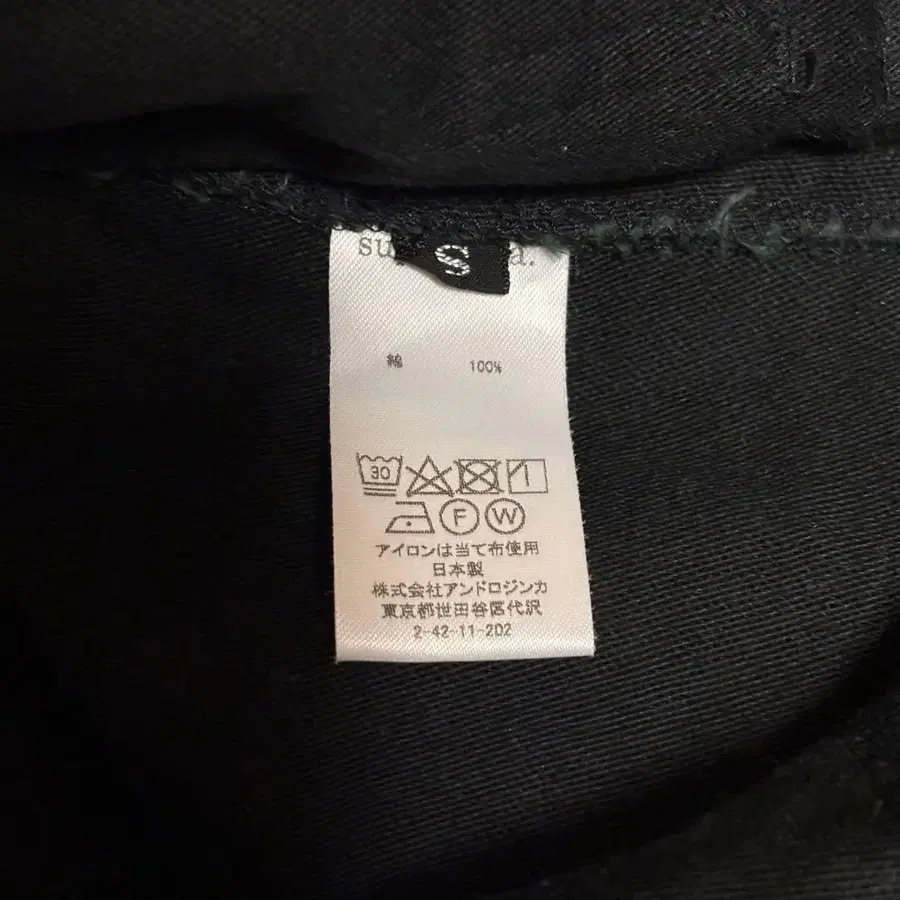 S
綿 100%
30
F W
アイロンは当て布使用
日本製
株式会社アンドロジンカ
東京都世田谷区代沢
2-42-11-202